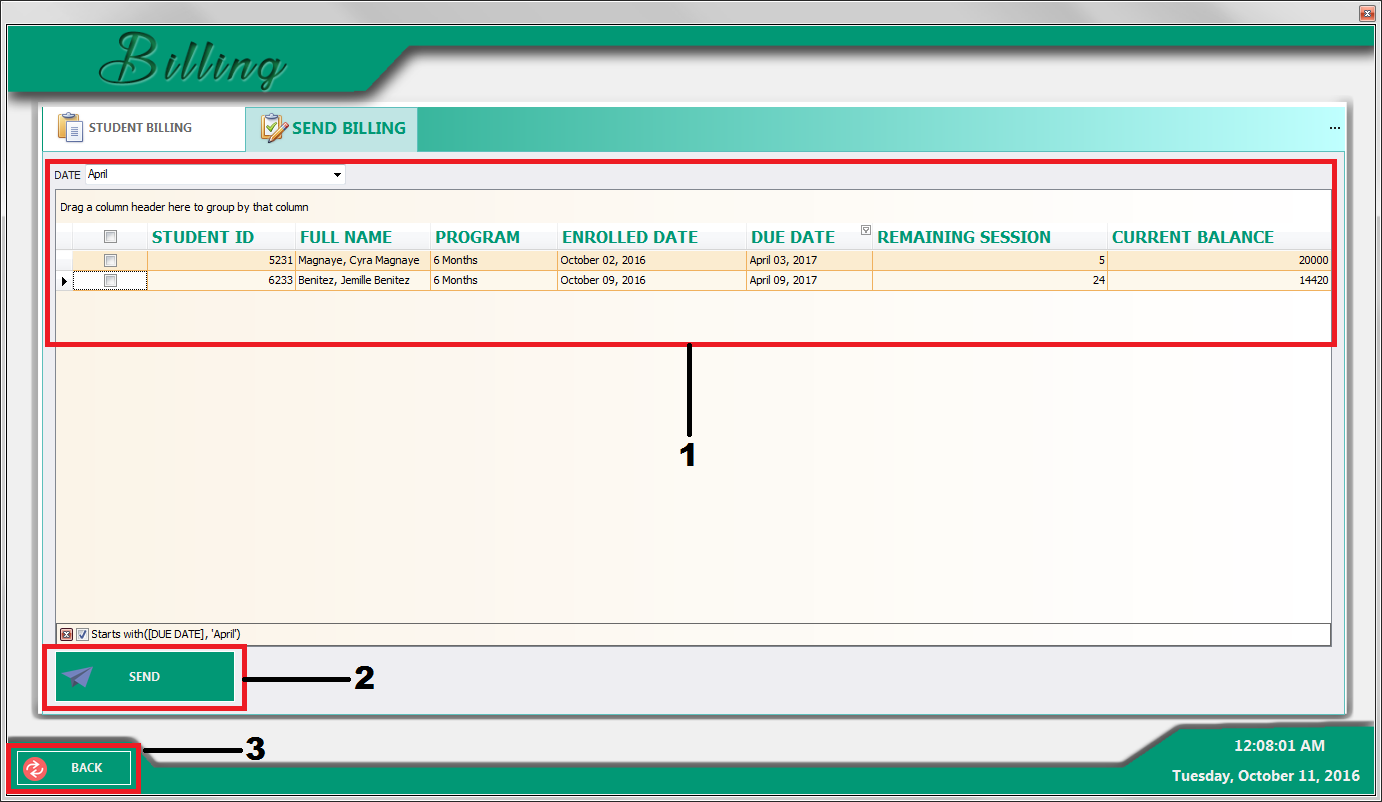 Billing
STUDENT BILLING
SEND BILLING
...
DATE April
Drag a column header here to group by that column
STUDENT ID FULL NAME PROGRAM ENROLLED DATE DUE DATE REMAINING SESSION CURRENT BALANCE
5231 Magnaye, Cyra Magnaye 6 Months October 02, 2016 April 03, 2017 5 20000
6233 Benitez, Jemille Benitez 6 Months October 09, 2016 April 09, 2017 24 14420
1
Starts with([DUE DATE], 'April')
SEND
2
3
BACK
12:08:01 AM
Tuesday, October 11, 2016